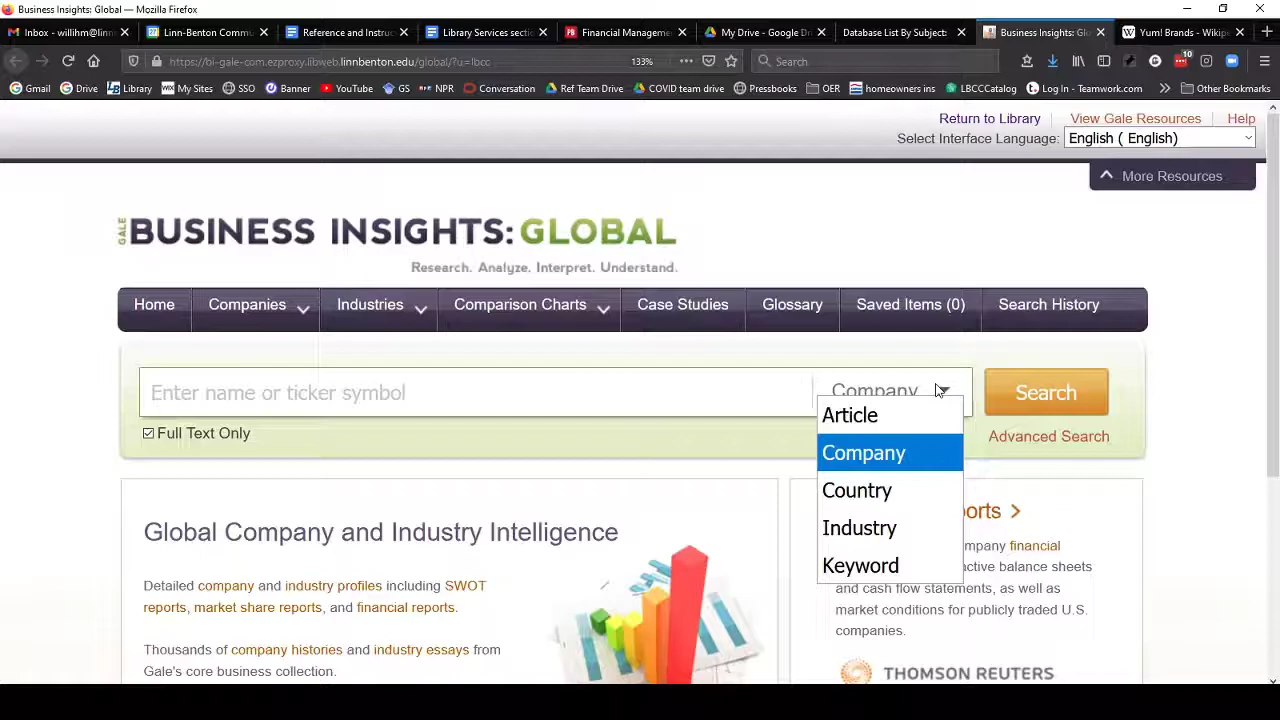 Business Insights: Global — Mozilla Firefox
Inbox - willihm@linn
Linn-Benton Commu
Reference and Instruc
Library Services sectio
Financial Manageme
My Drive - Google Dri
Database List By Subject:
Business Insights: Glo
Yum! Brands - Wikipe
https://bi-gale-com.ezproxy.libweb.linnbenton.edu/global/?u=lbcc
133%
Search
10
Gmail
Drive
Library
My Sites
SSO
Banner
YouTube
GS
NPR
Conversation
Ref Team Drive
COVID team drive
Pressbooks
OER
homeowners ins
LBCCCatalog
Log In - Teamwork.com
Other Bookmarks
Return to Library
View Gale Resources
Help
Select Interface Language:
English ( English)
More Resources
GALE BUSINESS INSIGHTS: GLOBAL
Research. Analyze. Interpret. Understand.
Home
Companies
Industries
Comparison Charts
Case Studies
Glossary
Saved Items (0)
Search History
Enter name or ticker symbol
Company
Search
Full Text Only
Advanced Search
Article
Company
Country
Industry
Keyword
Global Company and Industry Intelligence
Detailed company and industry profiles including SWOT
reports, market share reports, and financial reports.
Thousands of company histories and industry essays from
Gale's core business collection.
financial
balance sheets
and cash flow statements, as well as
market conditions for publicly traded U.S.
companies.
THOMSON REUTERS